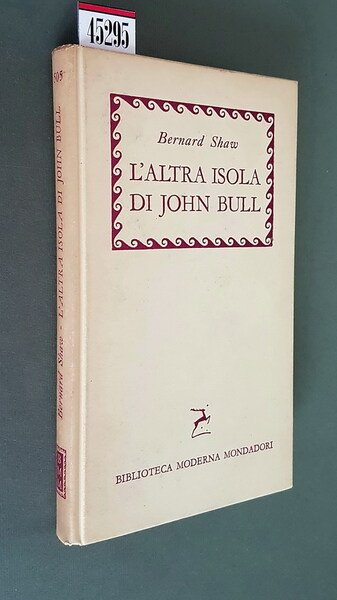 45295
Bernard Shaw
L'ALTRA ISOLA
DI JOHN BULL
BIBLIOTECA MODERNA MONDADORI
Bernard Shaw - L'ALTRA ISOLA DI JOHN BULL